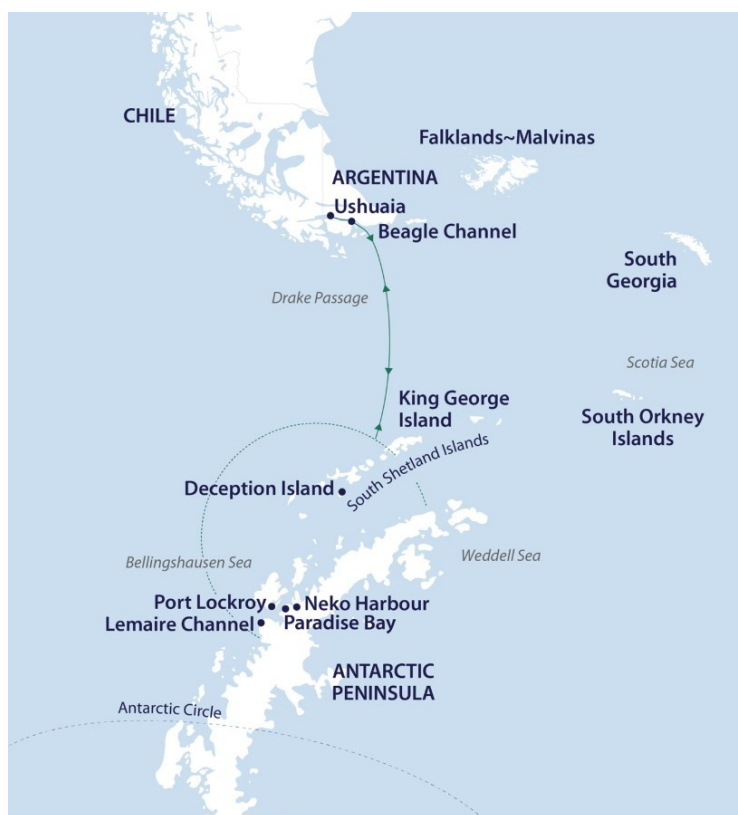 CHILE
Falklands~Malvinas
ARGENTINA
Ushuaia
Beagle Channel
South
Georgia
Drake Passage
Scotia Sea
King George
Island
South Orkney
Islands
South Shetland Islands
Deception Island
Bellingshausen Sea
Weddell Sea
Port Lockroy
Neko Harbour
Lemaire Channel
Paradise Bay
ANTARCTIC
PENINSULA
Antarctic Circle